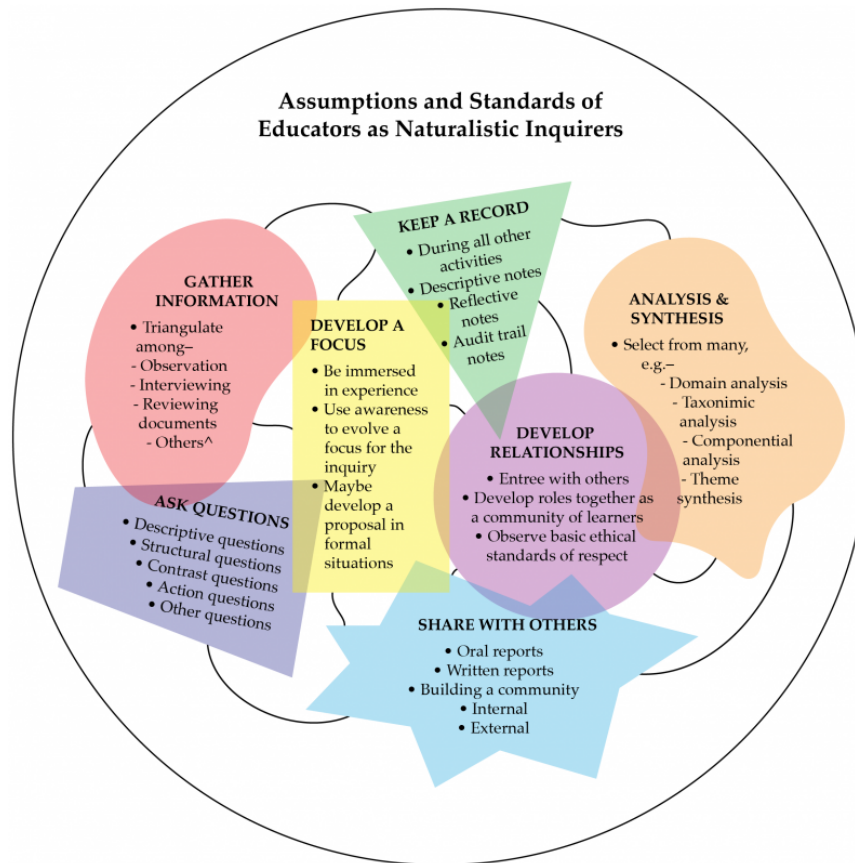 Assumptions and Standards of
Educators as Naturalistic Inquirers
KEEP A RECORD
• During all other
activities
• Descriptive notes
• Reflective
notes
• Audit trail
notes
GATHER
INFORMATION
• Triangulate
among–
- Observation
- Interviewing
- Reviewing
documents
- Others^
DEVELOP A
FOCUS
• Be immersed
in experience
• Use awareness
to evolve a
focus for the
inquiry
• Maybe
develop a
proposal in
formal
situations
ANALYSIS &
SYNTHESIS
• Select from many,
e.g.–
- Domain analysis
- Taxonimic
analysis
- Componential
analysis
- Theme
synthesis
DEVELOP
RELATIONSHIPS
• Entree with others
• Develop roles together as
a community of learners
• Observe basic ethical
standards of respect
ASK QUESTIONS
• Descriptive questions
• Structural questions
• Contrast questions
• Action questions
• Other questions
SHARE WITH OTHERS
• Oral reports
• Written reports
• Building a community
• Internal
• External